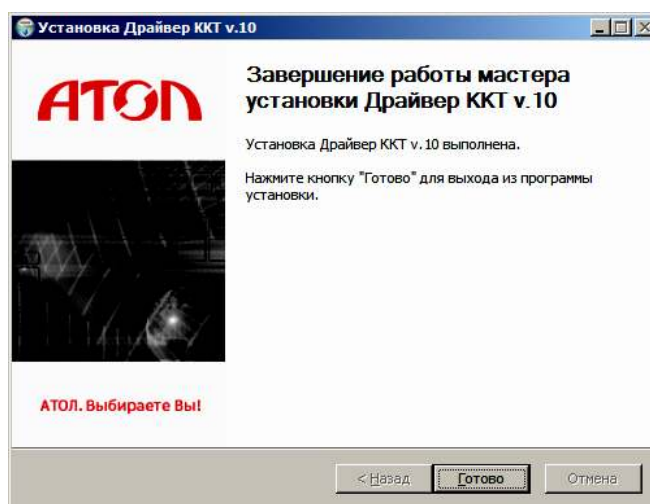 Установка Драйвер ККТ v.10
АТОЛ
Завершение работы мастера
установки Драйвер ККТ v.10
Установка Драйвер ККТ v.10 выполнена.
Нажмите кнопку "Готово" для выхода из программы
установки.
АТОЛ. Выбираете Вы!
< Назад
Готово
Отмена